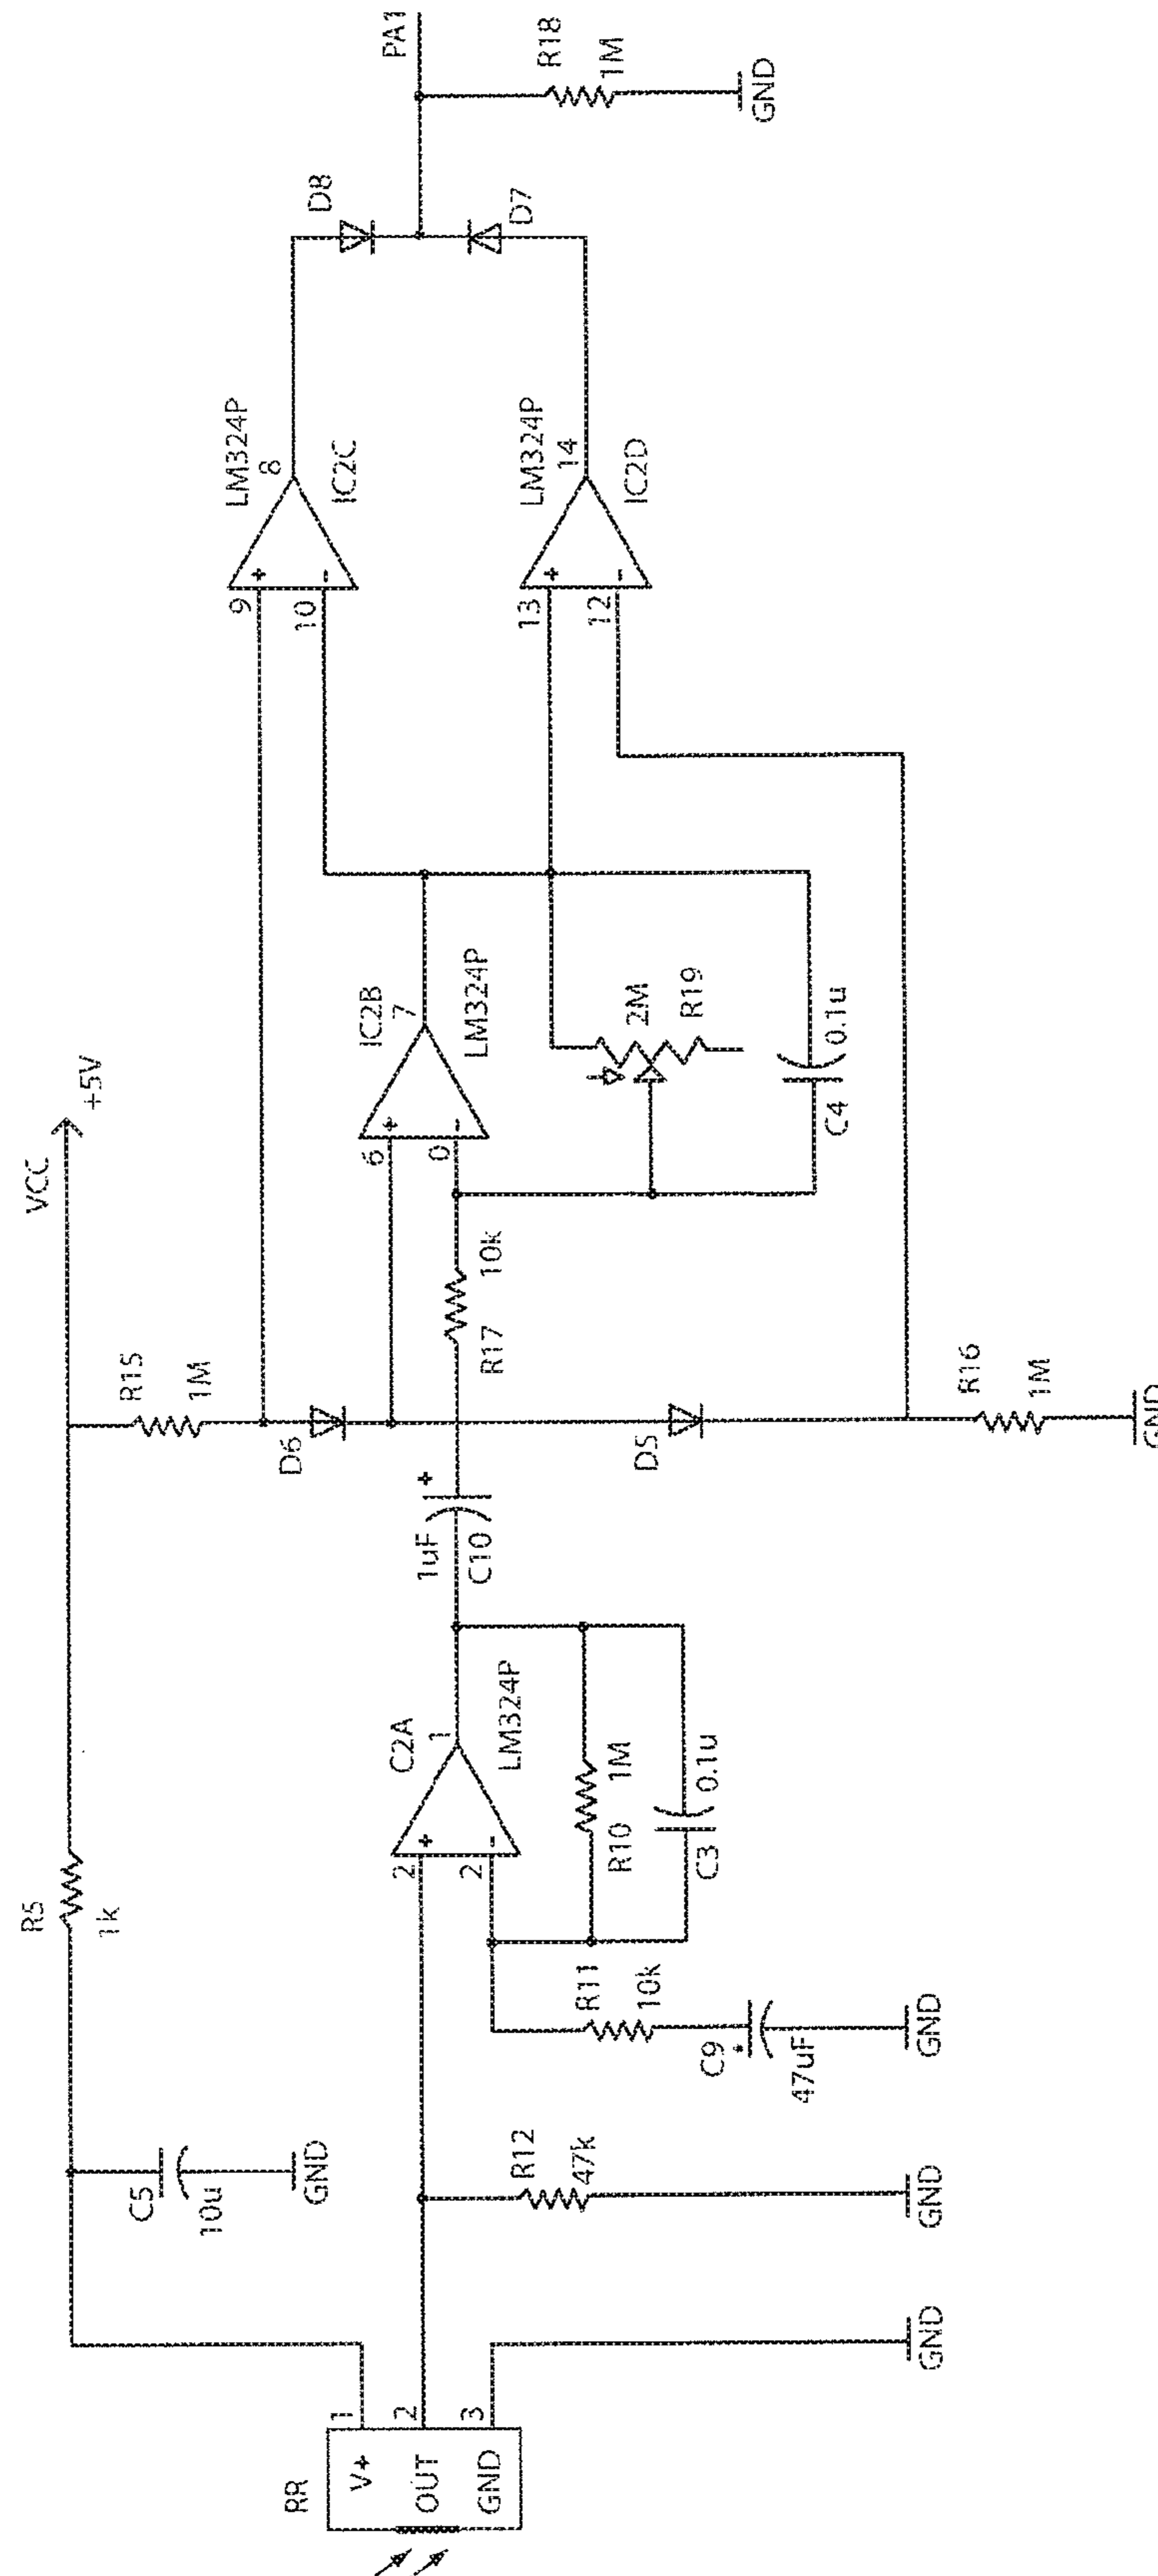 RR
V+
OUT
GND
1
2
3
GND
C5
10u
GND
R12
47k
GND
R5
1k
C9
+
47uF
GND
R11
10k
2
2
+
-
C2A
1
LM324P
R10
1M
C3
0.1u
1uF
+
C10
VCC
+5V
R15
1M
D6
D5
R16
1M
GND
R17
10k
6
0
+
-
IC2B
7
LM324P
2M
R19
C4
0.1u
9
10
+
-
LM324P
8
IC2C
13
12
+
-
LM324P
14
IC2D
D8
D7
PA1
R18
1M
GND